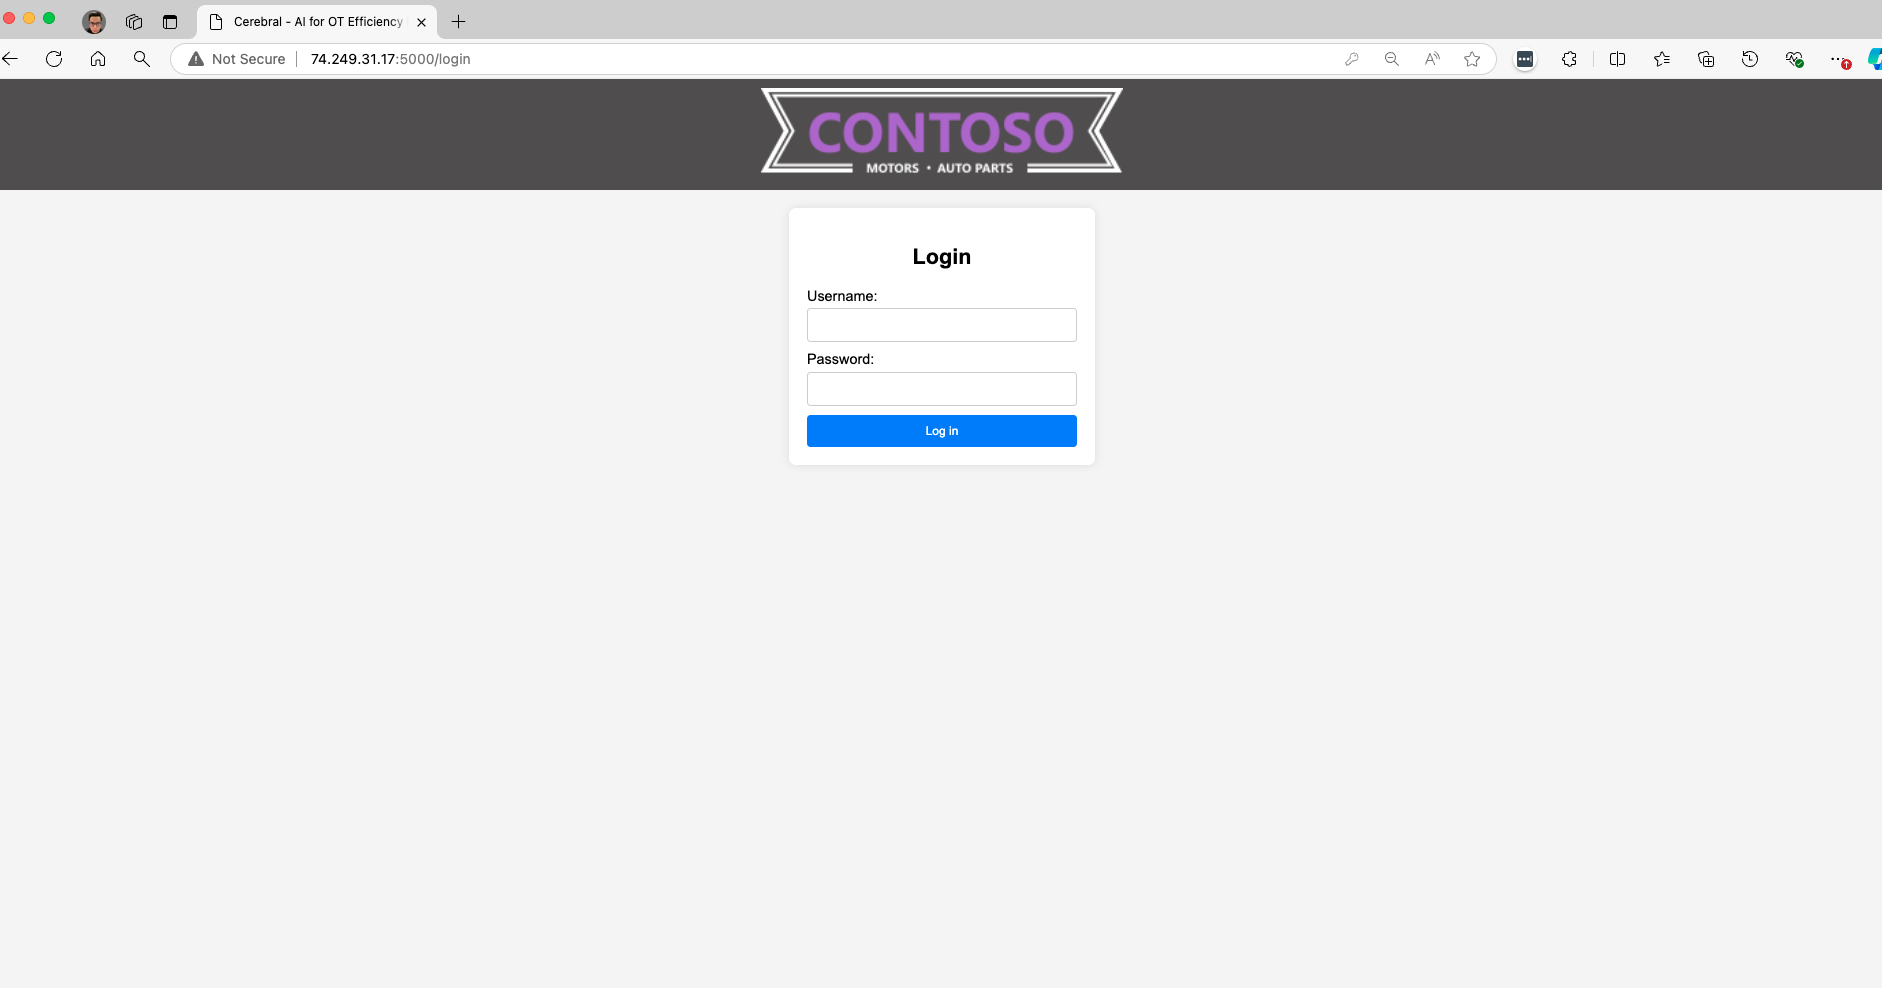 Cerebral - AI for OT Efficiency
Not Secure
74.249.31.17:5000/login
CONTOSO
MOTORS • AUTO PARTS
Login
Username:
Password:
Log in